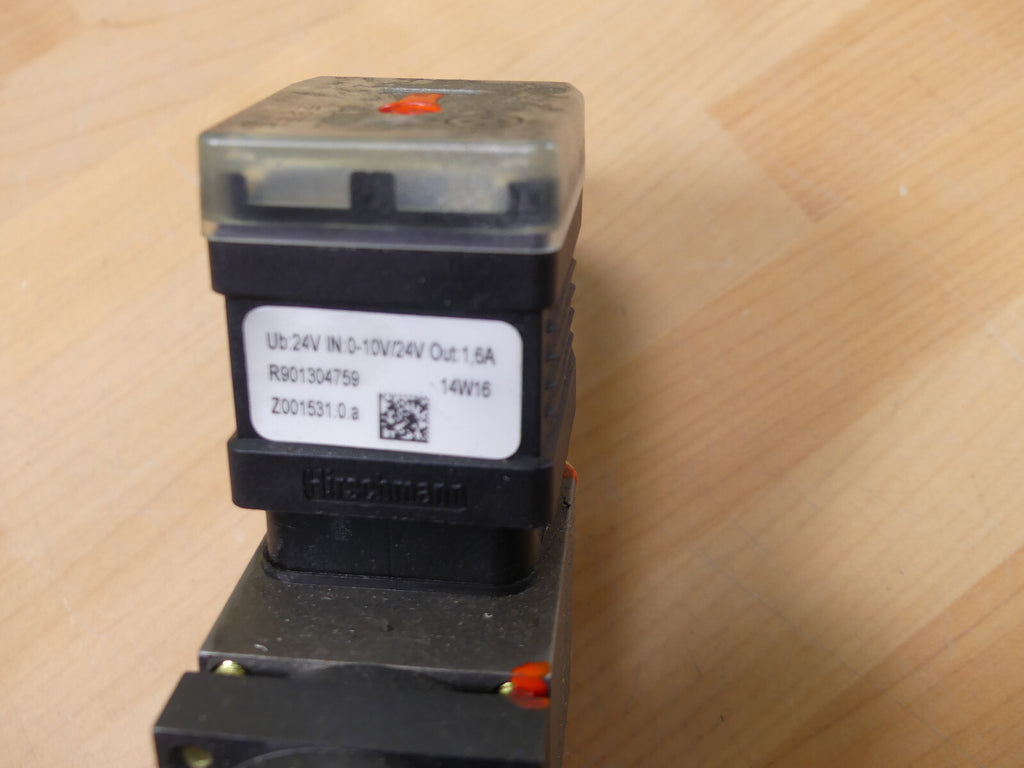 Ub:24V IN:0-10V/24V Out:1,6A
R901304759 14W16
Z001531.0.a
Hirschmann